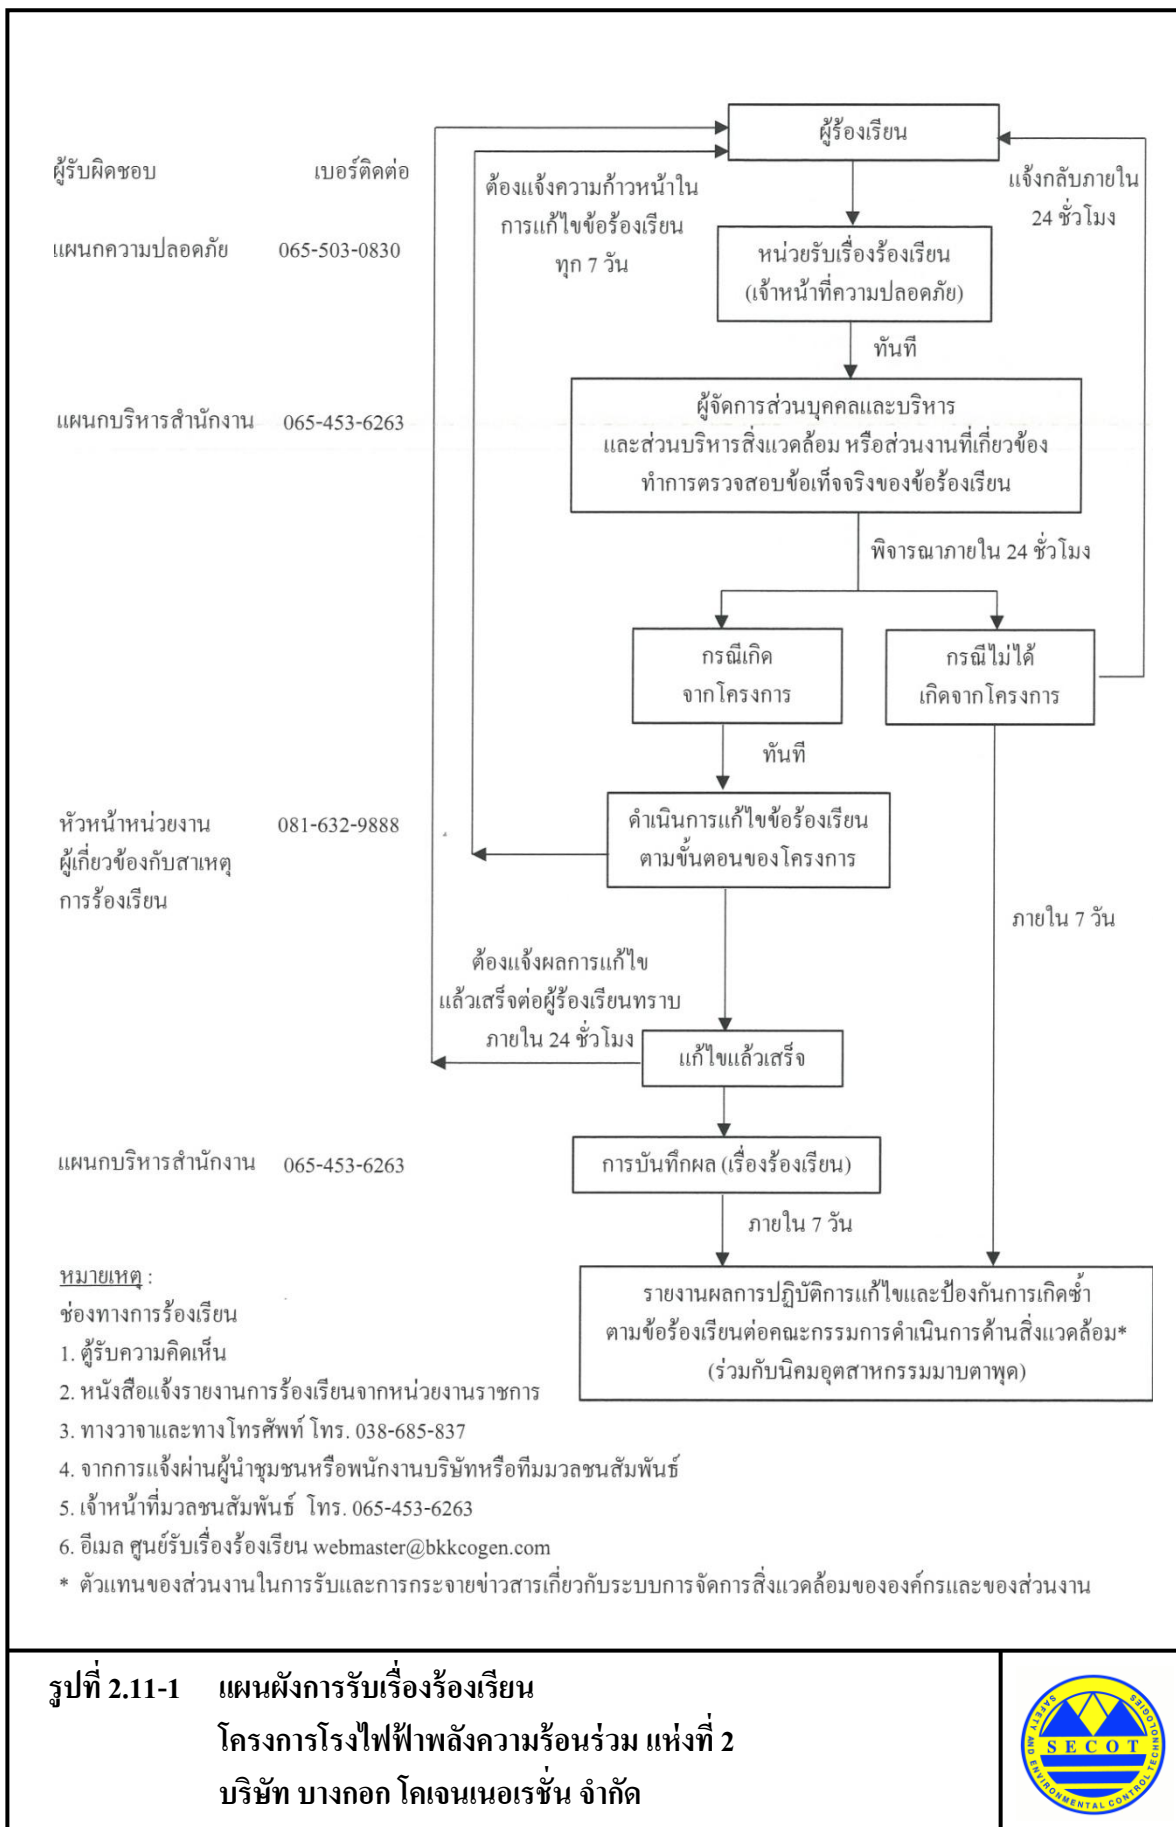 ผู้ร้องเรียน
ผู้รับผิดชอบ เบอร์ติดต่อ
ต้องแจ้งความก้าวหน้าใน
การแก้ไขข้อร้องเรียน
ทุก 7 วัน
แจ้งกลับภายใน
24 ชั่วโมง
แผนกความปลอดภัย 065-503-0830
หน่วยรับเรื่องร้องเรียน
(เจ้าหน้าที่ความปลอดภัย)
ทันที
แผนกบริหารสำนักงาน 065-453-6263
ผู้จัดการส่วนบุคคลและบริหาร
และส่วนบริหารสิ่งแวดล้อม หรือส่วนงานที่เกี่ยวข้อง
ทำการตรวจสอบข้อเท็จจริงของข้อร้องเรียน
พิจารณาภายใน 24 ชั่วโมง
กรณีเกิด
จากโครงการ
กรณีไม่ได้
เกิดจากโครงการ
ทันที
หัวหน้าหน่วยงาน 081-632-9888
ผู้เกี่ยวข้องกับสาเหตุ
การร้องเรียน
ดำเนินการแก้ไขข้อร้องเรียน
ตามขั้นตอนของโครงการ
ภายใน 7 วัน
ต้องแจ้งผลการแก้ไข
แล้วเสร็จต่อผู้ร้องเรียนทราบ
ภายใน 24 ชั่วโมง
แก้ไขแล้วเสร็จ
แผนกบริหารสำนักงาน 065-453-6263
การบันทึกผล (เรื่องร้องเรียน)
ภายใน 7 วัน
รายงานผลการปฏิบัติการแก้ไขและป้องกันการเกิดซ้ำ
ตามข้อร้องเรียนต่อคณะกรรมการดำเนินการด้านสิ่งแวดล้อม*
(ร่วมกับนิคมอุตสาหกรรมมาบตาพุด)
หมายเหตุ :
ช่องทางการร้องเรียน
1. ตู้รับความคิดเห็น
2. หนังสือแจ้งรายงานการร้องเรียนจากหน่วยงานราชการ
3. ทางวาจาและทางโทรศัพท์ โทร. 038-685-837
4. จากการแจ้งผ่านผู้นำชุมชนหรือพนักงานบริษัทหรือทีมมวลชนสัมพันธ์
5. เจ้าหน้าที่มวลชนสัมพันธ์ โทร. 065-453-6263
6. อีเมล ศูนย์รับเรื่องร้องเรียน webmaster@bkkcogen.com
* ตัวแทนของส่วนงานในการรับและการกระจายข่าวสารเกี่ยวกับระบบการจัดการสิ่งแวดล้อมขององค์กรและของส่วนงาน
รูปที่ 2.11-1 แผนผังการรับเรื่องร้องเรียน
โครงการโรงไฟฟ้าพลังความร้อนร่วม แห่งที่ 2
บริษัท บางกอก โคเจนเนอเรชั่น จำกัด
SECOT
SAFETY AND ENVIRONMENTAL CONTROL TECHNOLOGIES